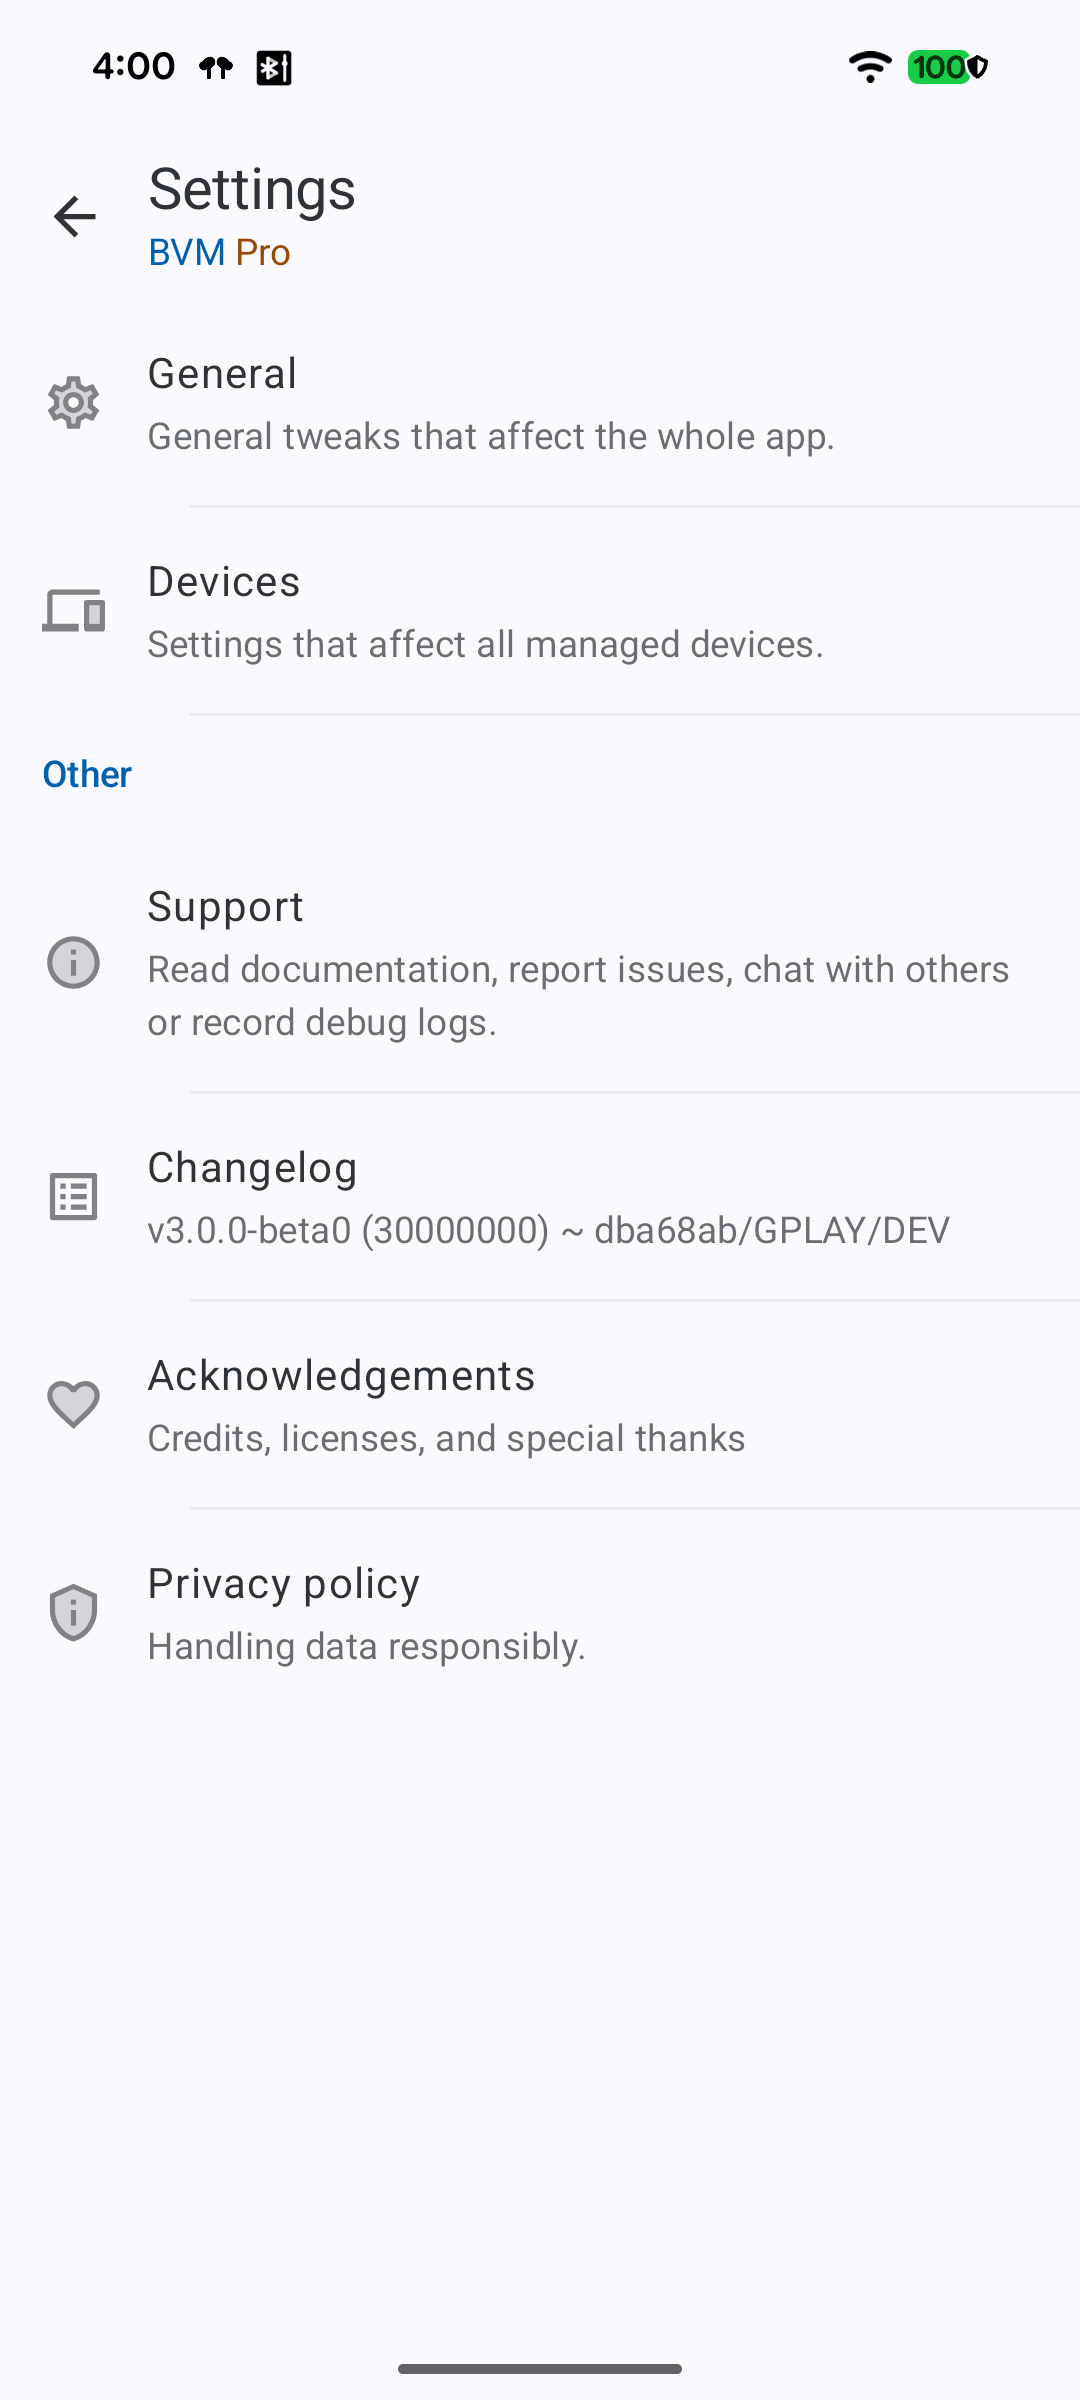 4:00
100
Settings
BVM Pro
General
General tweaks that affect the whole app.
Devices
Settings that affect all managed devices.
Other
Support
Read documentation, report issues, chat with others
or record debug logs.
Changelog
v3.0.0-beta0 (30000000) ~ dba68ab/GPLAY/DEV
Acknowledgements
Credits, licenses, and special thanks
Privacy policy
Handling data responsibly.